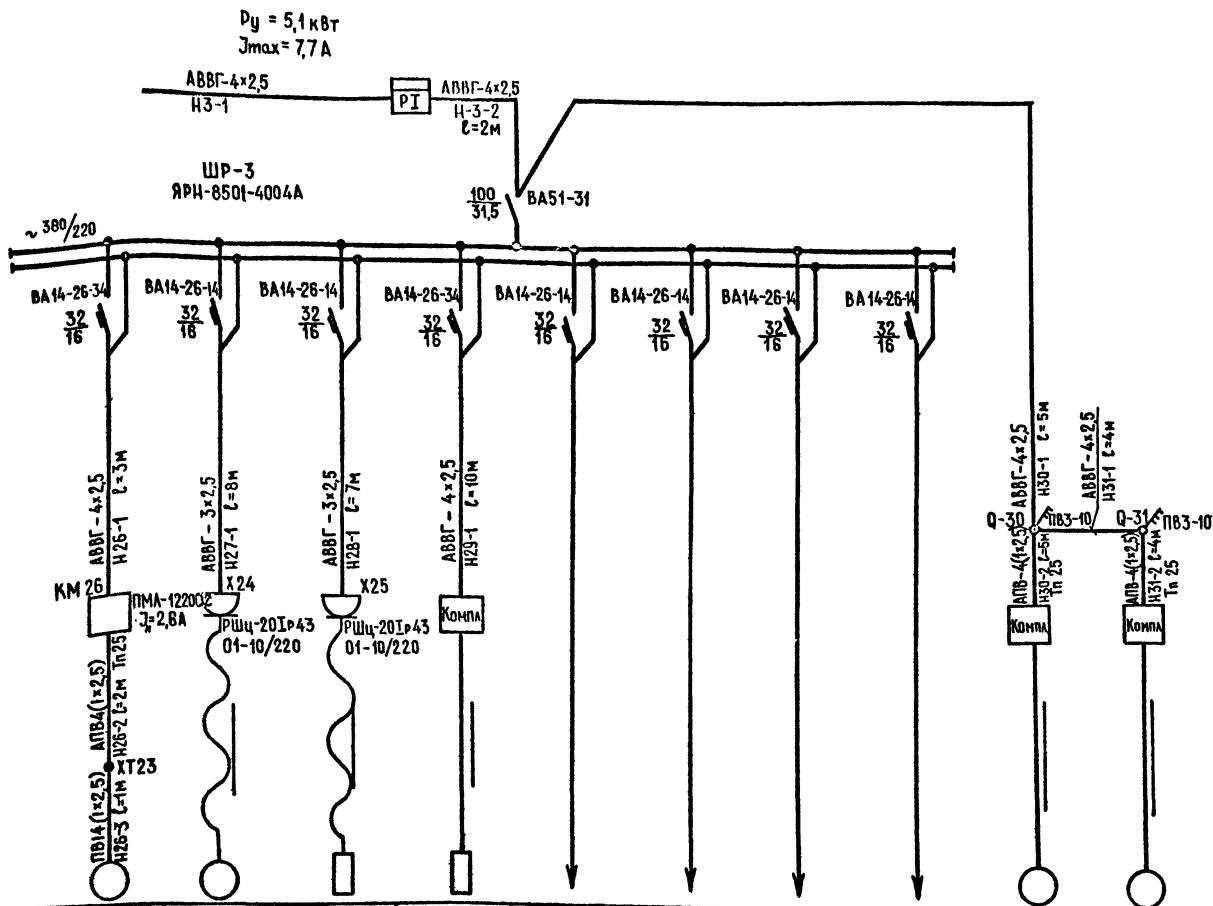 Ру = 5,1 кВт
Jmax = 7,7 А
АВВГ-4×2,5
Н3-1
РI
АВВГ-4×2,5
Н-3-2
ℓ=2м
ШР-3
ЯРН-8501-4004А
100
31,5
ВА51-31
~ 380/220
ВА14-26-34
32
16
ВА14-26-14
32
16
ВА14-26-14
32
16
ВА14-26-34
32
16
ВА14-26-14
32
16
ВА14-26-14
32
16
ВА14-26-14
32
16
ВА14-26-14
32
16
АВВГ-4×2,5
Н26-1 ℓ=3м
АВВГ-3×2,5
Н27-1 ℓ=8м
АВВГ-3×2,5
Н28-1 ℓ=7м
АВВГ-4×2,5
Н29-1 ℓ=10м
АВВГ-4×2,5
Н30-1 ℓ=5м
АВВГ-4×2,5
Н31-1 ℓ=4м
Q-30
ПВ3-10
Q-31
ПВ3-10
АПВ-4(1×2,5)
Н30-2 ℓ=5м
Тп 25
АПВ-4(1×2,5)
Н31-2 ℓ=4м
Тп 25
КМ 26
ПМЛ-122002
Jн=2,6А
Х24
РШц-20Iр43
01-10/220
Х25
РШц-20Iр43
01-10/220
Компл
Компл
Компл
АПВ4(1×2,5)
Н26-2 ℓ=2м Тп25
ХТ23
ПВ14(1×2,5)
Н26-3 ℓ=1м